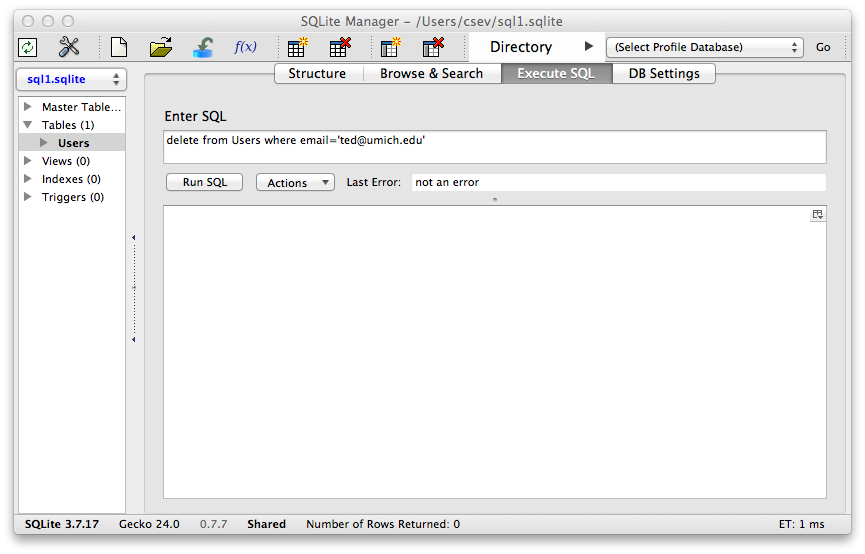 SQLite Manager – /Users/csev/sql1.sqlite
f(x) Directory (Select Profile Database) Go
sql1.sqlite
Structure Browse & Search Execute SQL DB Settings
Master Table...
Tables (1)
Users
Views (0)
Indexes (0)
Triggers (0)
Enter SQL
delete from Users where email='ted@umich.edu'
Run SQL Actions Last Error: not an error
SQLite 3.7.17 Gecko 24.0 0.7.7 Shared Number of Rows Returned: 0 ET: 1 ms